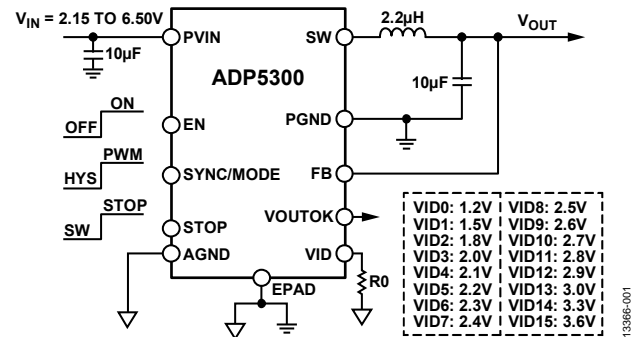 VIN = 2.15 TO 6.50V
10µF
PVIN
ADP5300
SW
2.2µH
VOUT
10µF
OFF
ON
EN
PGND
HYS
PWM
SYNC/MODE
FB
SW
STOP
STOP
VOUTOK
AGND
VID
EPAD
R0
VID0: 1.2V
VID1: 1.5V
VID2: 1.8V
VID3: 2.0V
VID4: 2.1V
VID5: 2.2V
VID6: 2.3V
VID7: 2.4V
VID8: 2.5V
VID9: 2.6V
VID10: 2.7V
VID11: 2.8V
VID12: 2.9V
VID13: 3.0V
VID14: 3.3V
VID15: 3.6V
13366-001